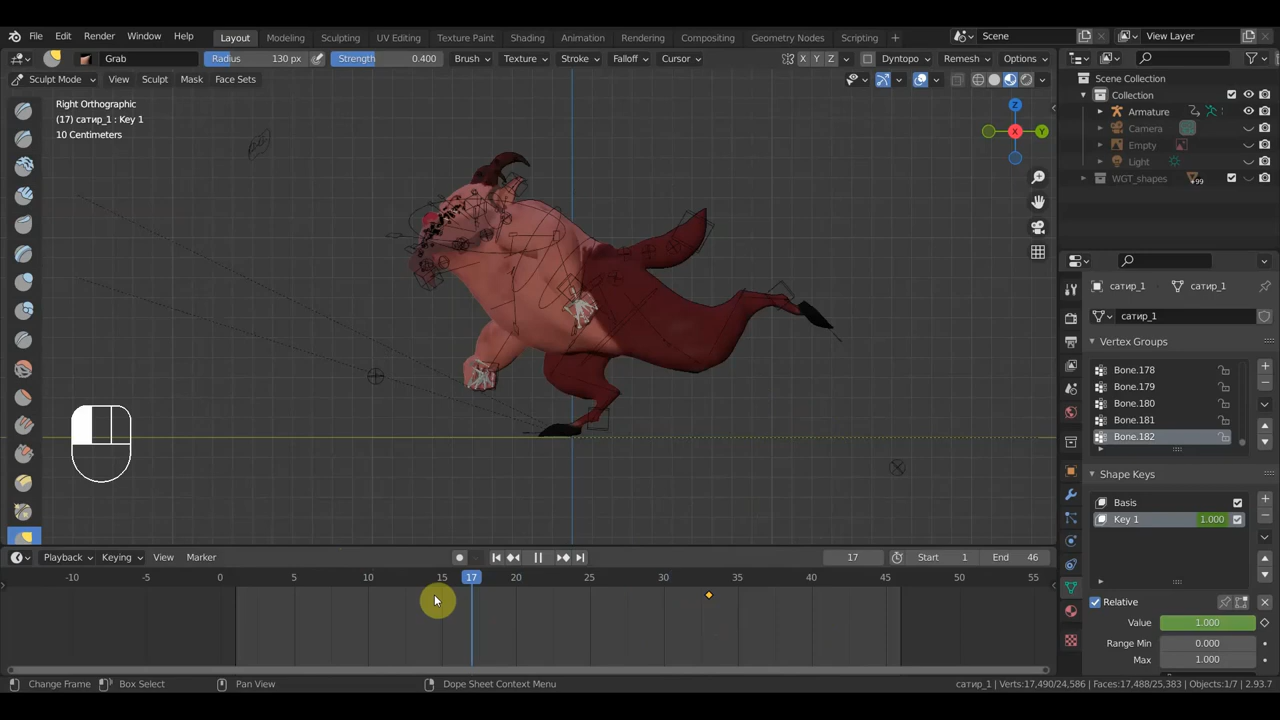 File Edit Render Window Help Layout Modeling Sculpting UV Editing Texture Paint Shading Animation Rendering Compositing Geometry Nodes Scripting + Scene View Layer
Grab Radius 130 px Strength 0.400 Brush Texture Stroke Falloff Cursor X Y Z Dyntopo Remesh Options
Sculpt Mode View Sculpt Mask Face Sets
Right Orthographic
(17) сатир_1 : Key 1
10 Centimeters
Z
X
Y
Scene Collection
Collection
Armature
Camera
Empty
Light
WGT_shapes 99
сатир_1 сатир_1
сатир_1
Vertex Groups
Bone.178
Bone.179
Bone.180
Bone.181
Bone.182
Shape Keys
Basis
Key 1 1.000
Relative
Value 1.000
Range Min 0.000
Max 1.000
Playback Keying View Marker 17 Start 1 End 46
-10 -5 0 5 10 15 17 20 25 30 35 40 45 50 55
Change Frame Box Select Pan View Dope Sheet Context Menu сатир_1 | Verts:17,490/24,586 | Faces:17,488/25,383 | Objects:1/7 | 2.93.7